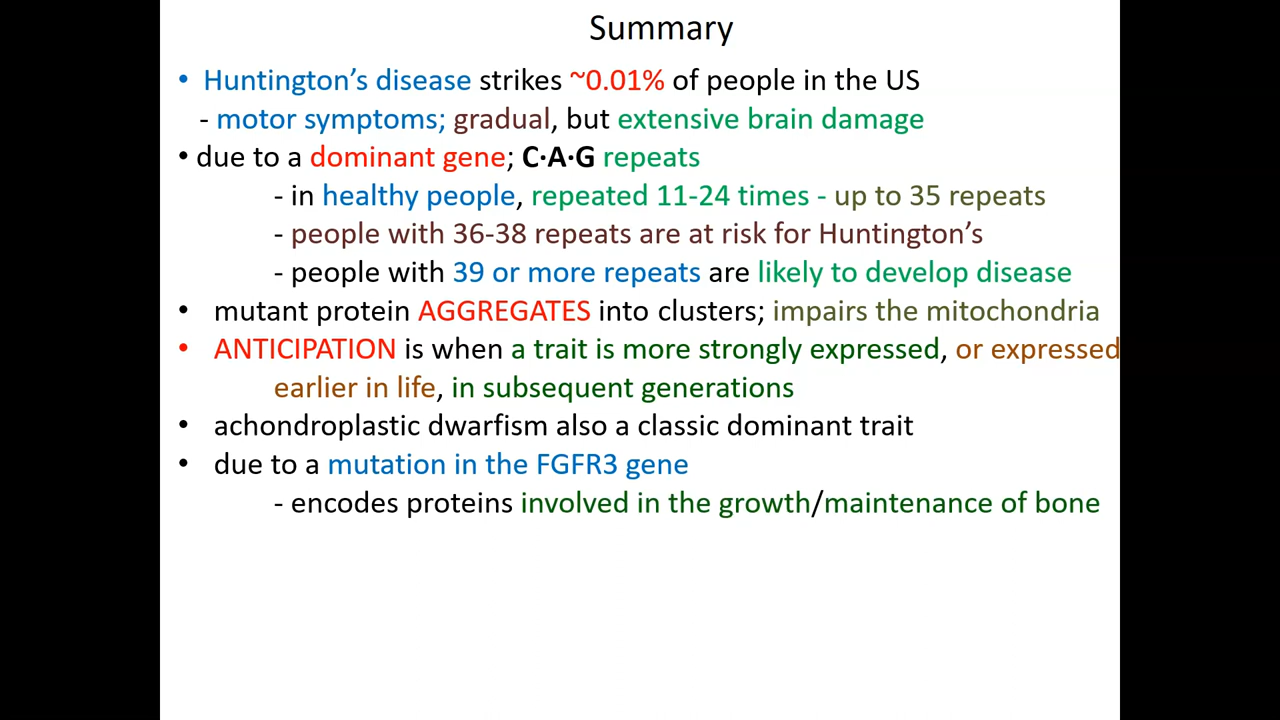 Summary
• Huntington's disease strikes ~0.01% of people in the US
- motor symptoms; gradual, but extensive brain damage
• due to a dominant gene; C·A·G repeats
- in healthy people, repeated 11-24 times - up to 35 repeats
- people with 36-38 repeats are at risk for Huntington's
- people with 39 or more repeats are likely to develop disease
• mutant protein AGGREGATES into clusters; impairs the mitochondria
• ANTICIPATION is when a trait is more strongly expressed, or expressed
earlier in life, in subsequent generations
• achondroplastic dwarfism also a classic dominant trait
• due to a mutation in the FGFR3 gene
- encodes proteins involved in the growth/maintenance of bone